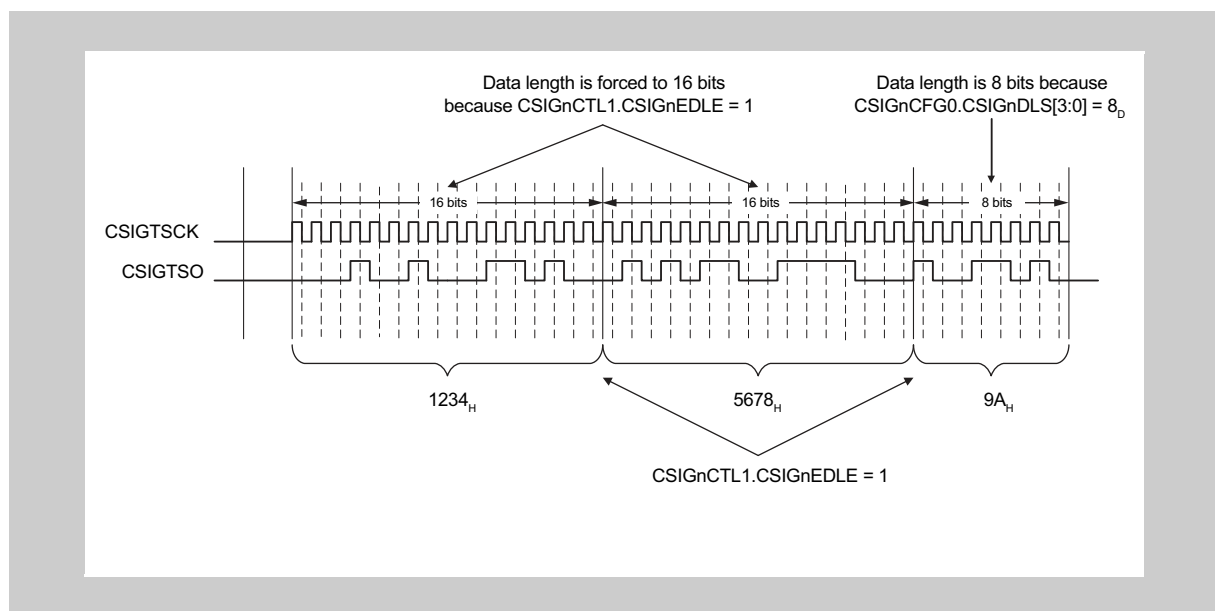 Data length is forced to 16 bits
because CSIGnCTL1.CSIGnEDLE = 1
Data length is 8 bits because
CSIGnCFG0.CSIGnDLS[3:0] = 8D
16 bits
16 bits
8 bits
CSIGTSCK
CSIGTSO
1234H
5678H
9AH
CSIGnCTL1.CSIGnEDLE = 1